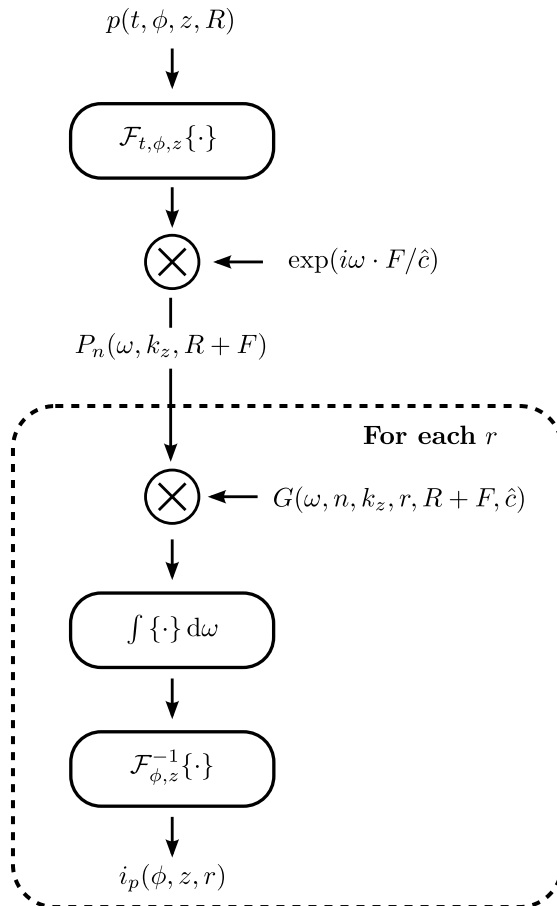 p(t, ϕ, z, R)
ℱ_{t,ϕ,z}{·}
exp(iω · F/ĉ)
P_n(ω, k_z, R + F)
For each r
G(ω, n, k_z, r, R + F, ĉ)
∫ {·} dω
ℱ^{−1}_{ϕ,z}{·}
i_p(ϕ, z, r)